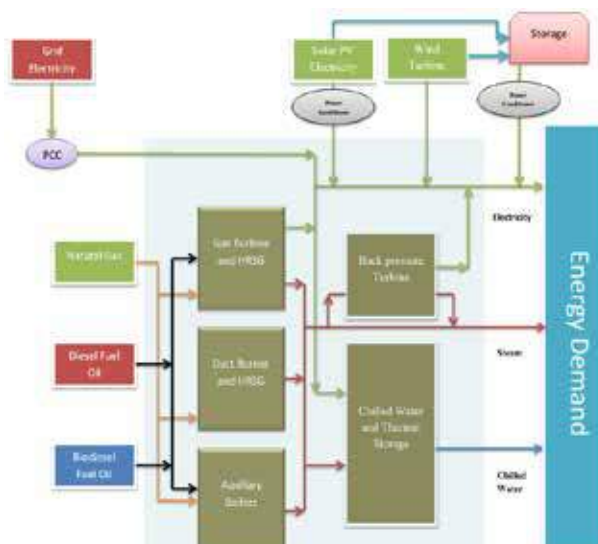 Grid
Electricity
Solar PV
Electricity
Wind
Turbine
Storage
Power
Conditioner
PCC
Electricity
Natural Gas
Gas Turbine
and HRSG
Back pressure
Turbine
Diesel Fuel
Oil
Duct Burner
and HRSG
Steam
Chilled Water
and Thermal
Storage
Biodiesel
Fuel Oil
Auxiliary
Boilers
Chilled
Water
Energy Demand